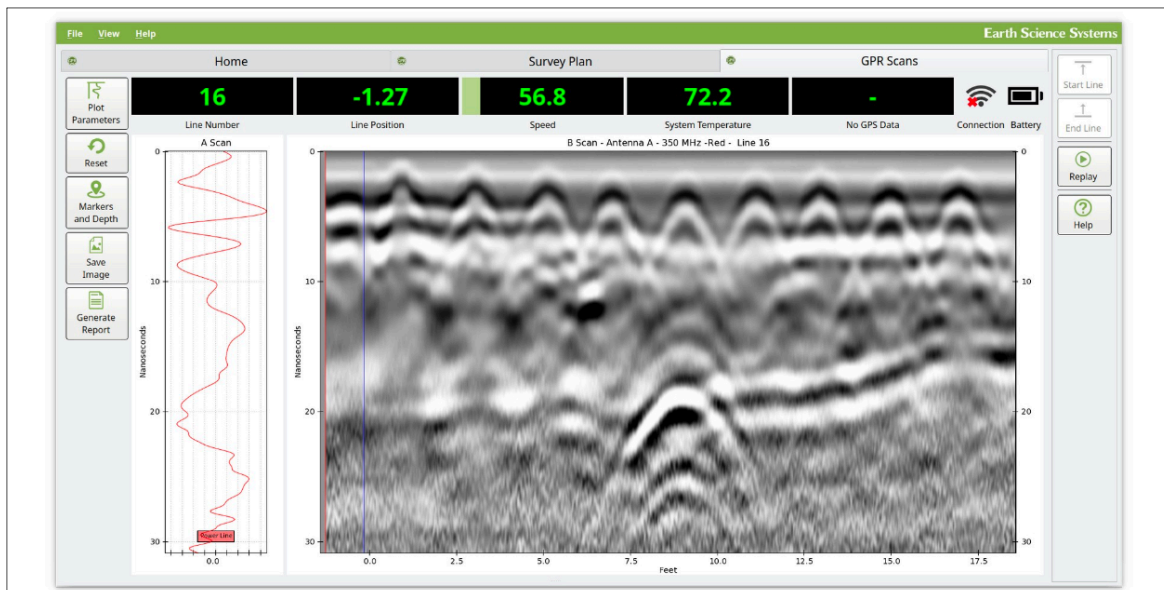 File View Help
Earth Science Systems
Home
Survey Plan
GPR Scans
Plot Parameters
Reset
Markers and Depth
Save Image
Generate Report
16
-1.27
56.8
72.2
-
Line Number
Line Position
Speed
System Temperature
No GPS Data
Connection
Battery
Start Line
End Line
Replay
Help
A Scan
0
10
20
30
Nanoseconds
Power Line
0.0
B Scan - Antenna A - 350 MHz -Red - Line 16
0
10
20
30
Nanoseconds
0
10
20
30
0.0 2.5 5.0 7.5 10.0 12.5 15.0 17.5
Feet